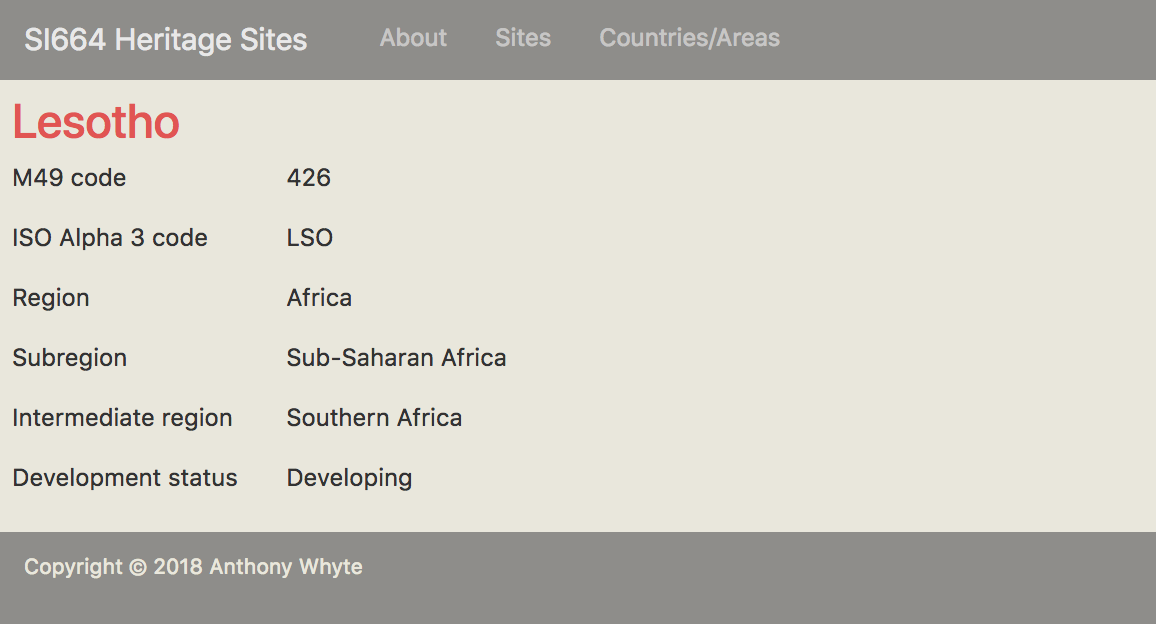 SI664 Heritage Sites About Sites Countries/Areas
Lesotho
M49 code 426
ISO Alpha 3 code LSO
Region Africa
Subregion Sub-Saharan Africa
Intermediate region Southern Africa
Development status Developing
Copyright © 2018 Anthony Whyte